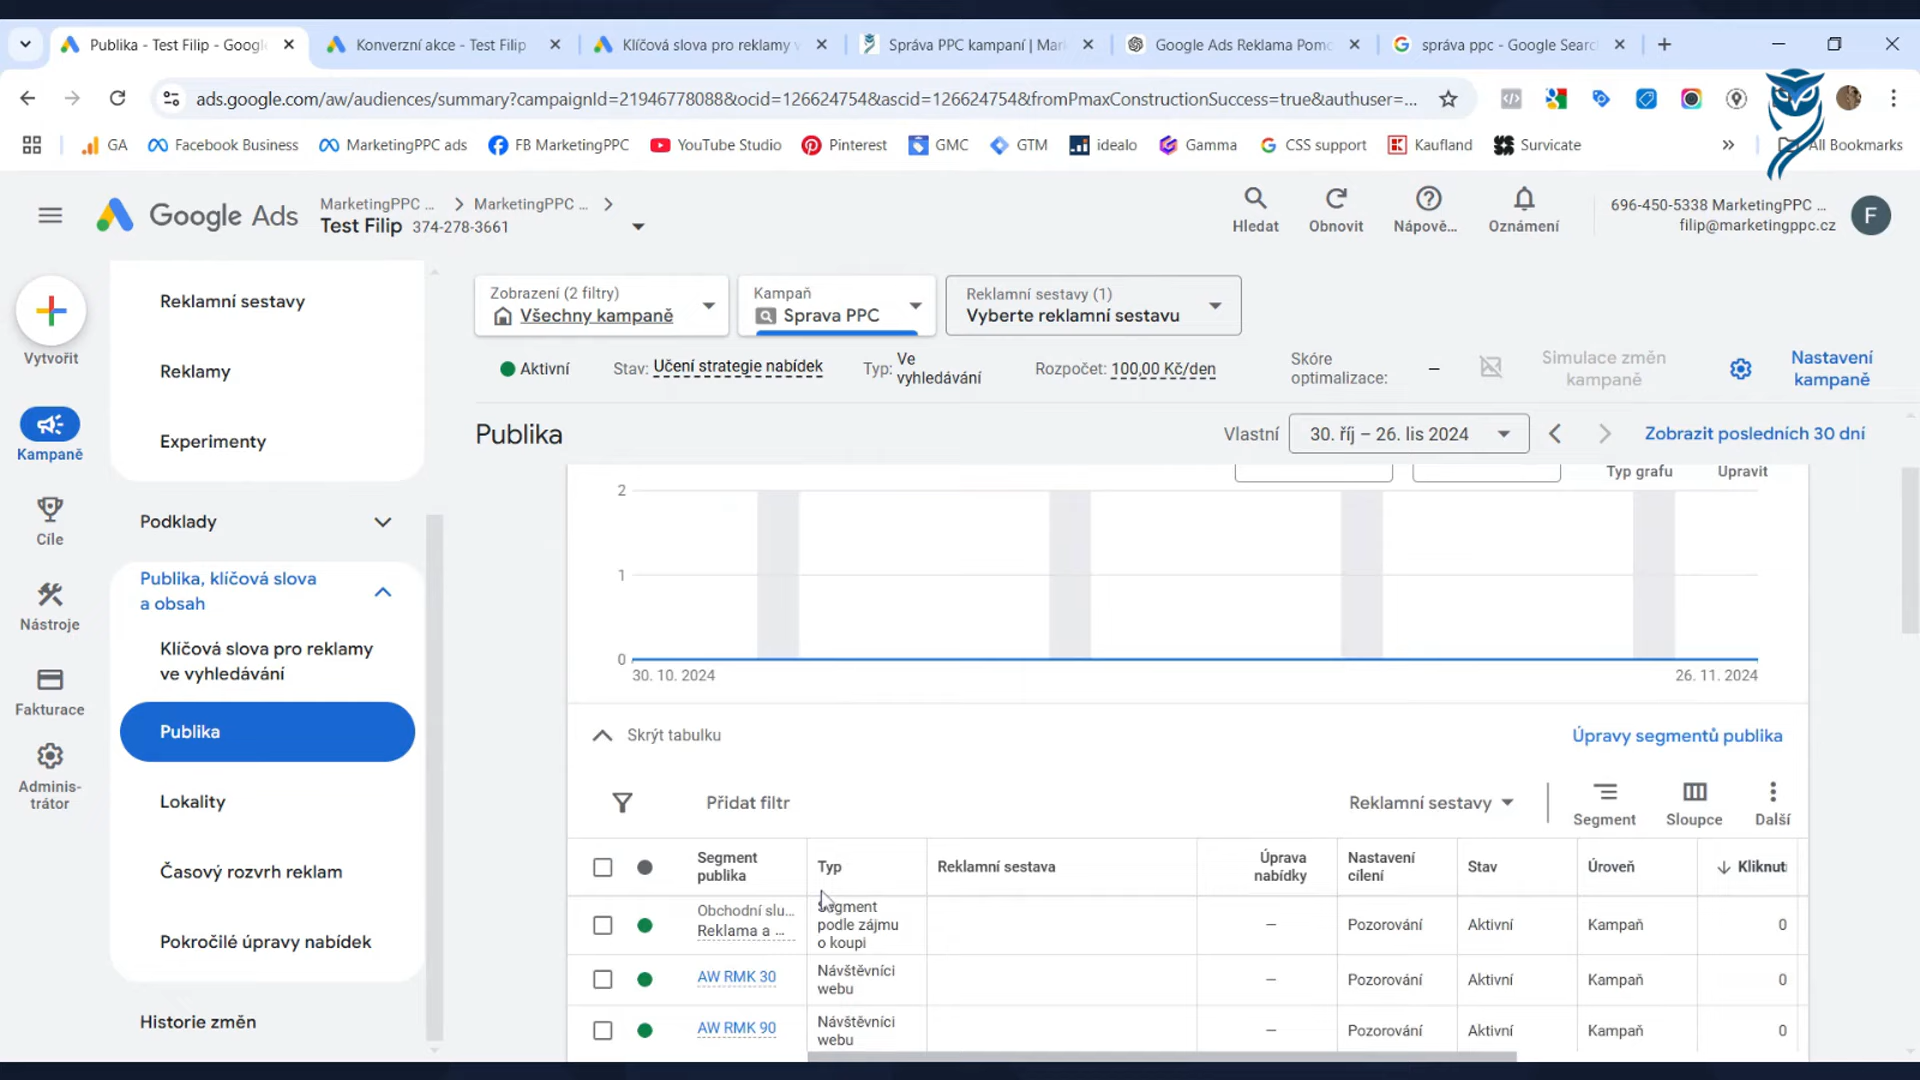 Publika - Test Filip - Googl
Konverzní akce - Test Filip
Klíčová slova pro reklamy v
Správa PPC kampaní | Mar
Google Ads Reklama Pomo
správa ppc - Google Searc
ads.google.com/aw/audiences/summary?campaignId=21946778088&ocid=126624754&ascid=126624754&fromPmaxConstructionSuccess=true&authuser=...
GA
Facebook Business
MarketingPPC ads
FB MarketingPPC
YouTube Studio
Pinterest
GMC
GTM
idealo
Gamma
CSS support
Kaufland
Survicate
All Bookmarks
Google Ads
MarketingPPC ...
MarketingPPC ...
Test Filip 374-278-3661
Hledat
Obnovit
Nápově...
Oznámení
696-450-5338 MarketingPPC ...
filip@marketingppc.cz
F
Vytvořit
Kampaně
Cíle
Nástroje
Fakturace
Adminis-
trátor
Reklamní sestavy
Reklamy
Experimenty
Podklady
Publika, klíčová slova
a obsah
Klíčová slova pro reklamy
ve vyhledávání
Publika
Lokality
Časový rozvrh reklam
Pokročilé úpravy nabídek
Historie změn
Zobrazení (2 filtry)
Všechny kampaně
Kampaň
Sprava PPC
Reklamní sestavy (1)
Vyberte reklamní sestavu
Aktivní
Stav: Učení strategie nabídek
Typ: Ve
vyhledávání
Rozpočet: 100,00 Kč/den
Skóre
optimalizace: –
Simulace změn
kampaně
Nastavení
kampaně
Publika
Vlastní
30. říj – 26. lis 2024
Zobrazit posledních 30 dní
Typ grafu
Upravit
2
1
0
30. 10. 2024
26. 11. 2024
Skrýt tabulku
Úpravy segmentů publika
Přidat filtr
Reklamní sestavy
Segment
Sloupce
Další
Segment
publika
Typ
Reklamní sestava
Úprava
nabídky
Nastavení
cílení
Stav
Úroveň
Kliknut
Obchodní slu...
Reklama a ...
Segment
podle zájmu
o koupi
–
Pozorování
Aktivní
Kampaň
0
AW RMK 30
Návštěvníci
webu
–
Pozorování
Aktivní
Kampaň
0
AW RMK 90
Návštěvníci
webu
–
Pozorování
Aktivní
Kampaň
0